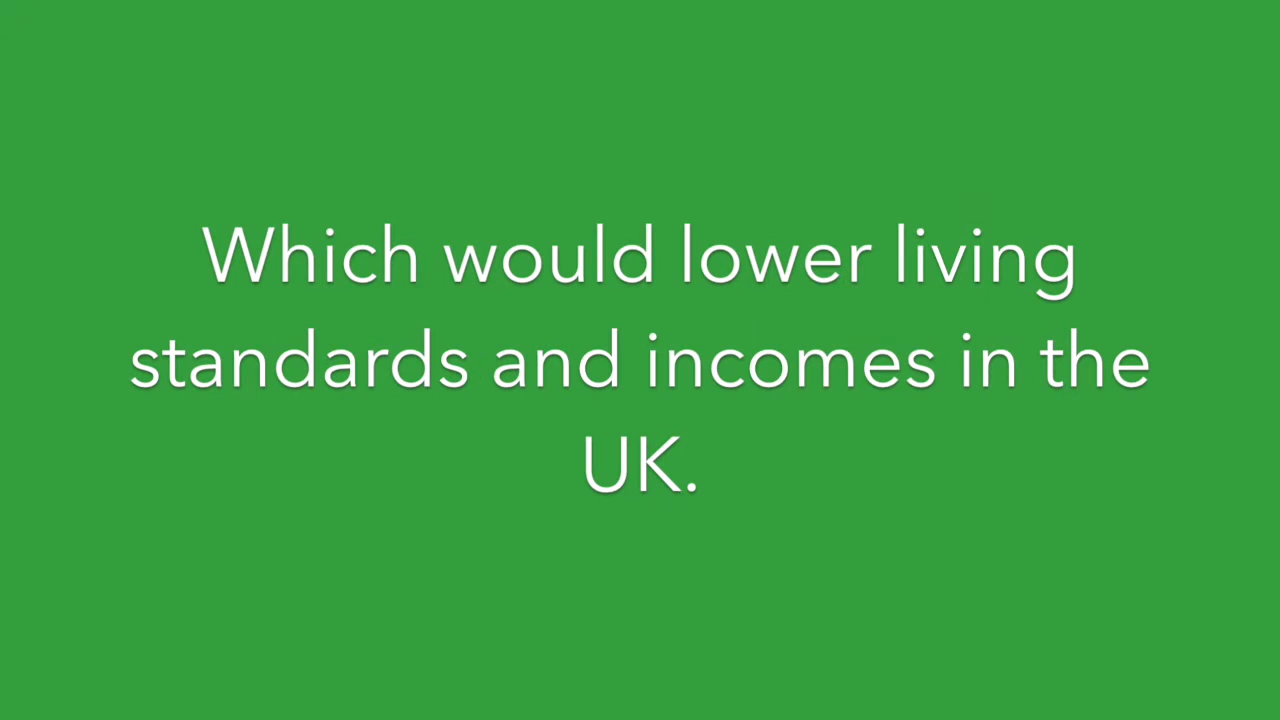 Which would lower living
standards and incomes in the
UK.